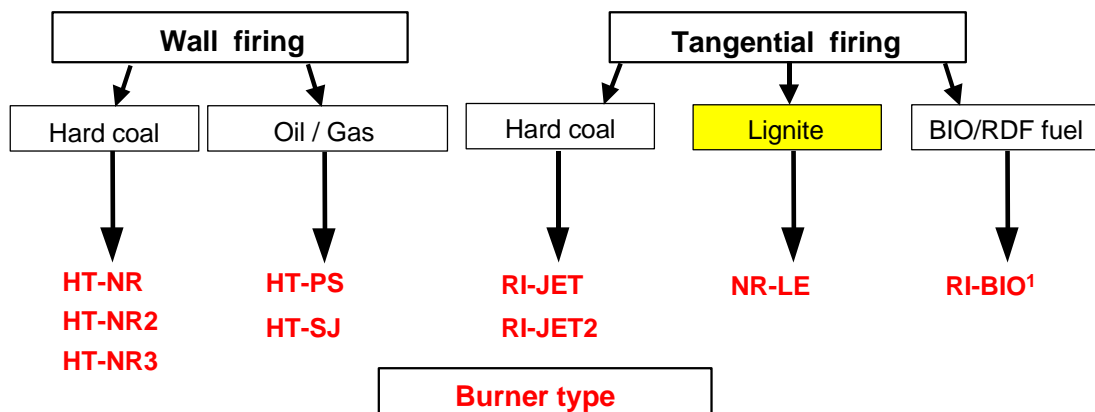 Wall firing
Tangential firing
Hard coal
Oil / Gas
Hard coal
Lignite
BIO/RDF fuel
HT-NR
HT-NR2
HT-NR3
HT-PS
HT-SJ
RI-JET
RI-JET2
NR-LE
RI-BIO¹
Burner type